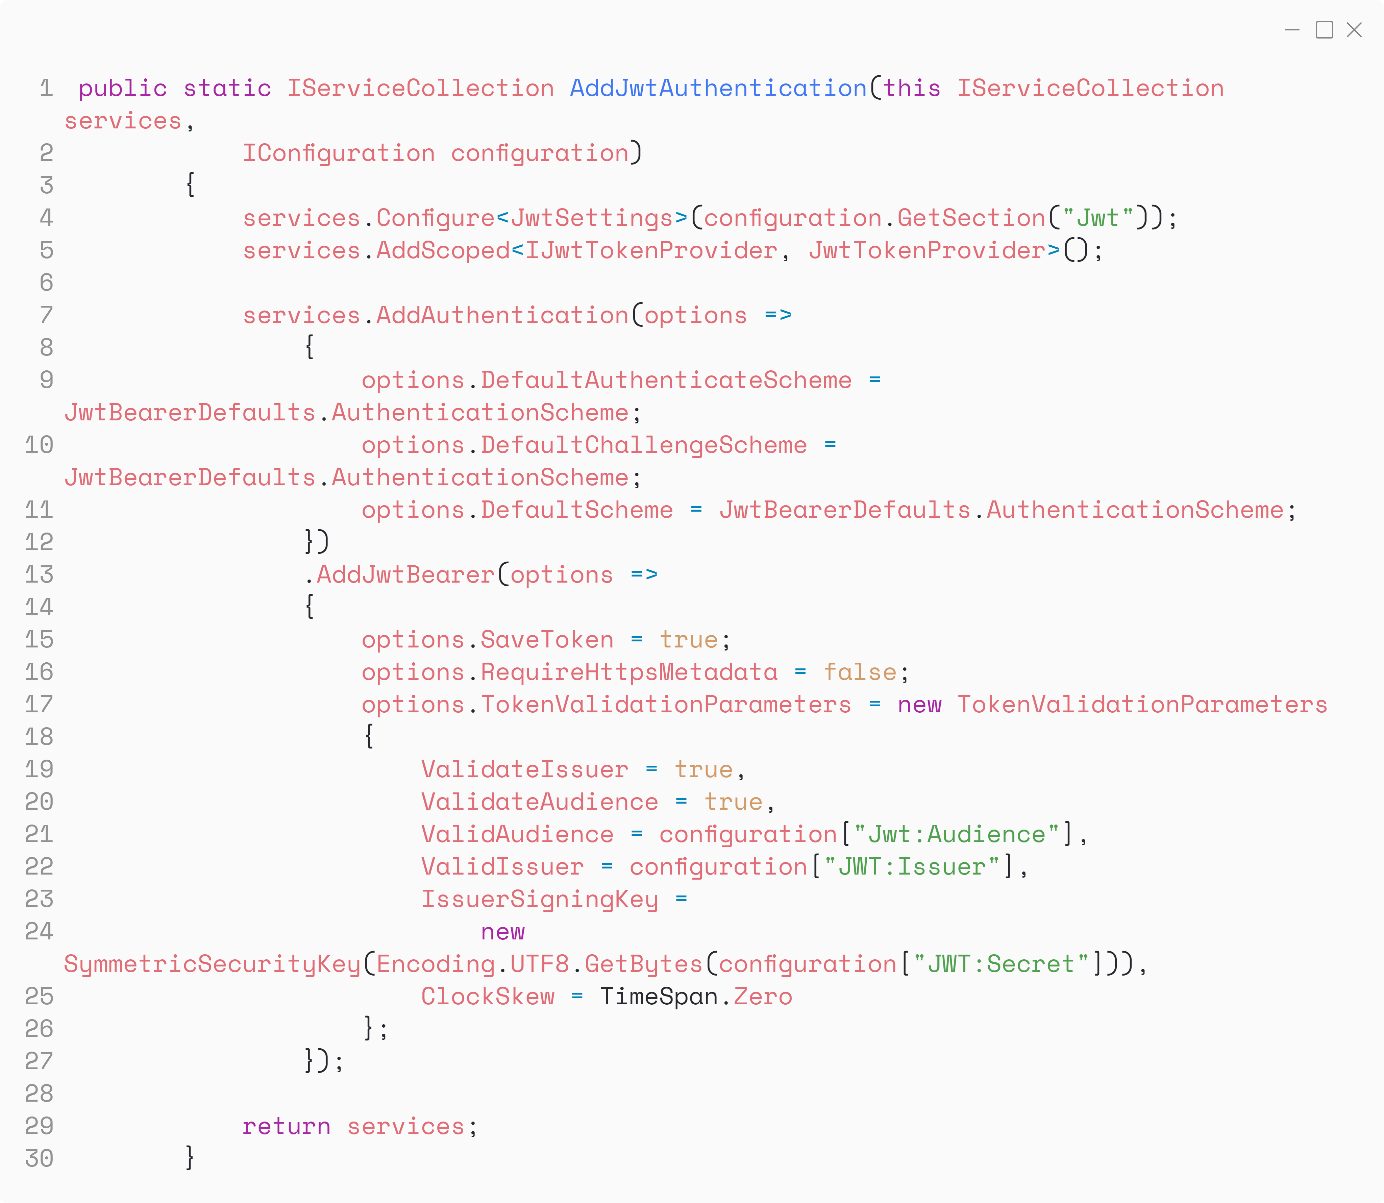 1 public static IServiceCollection AddJwtAuthentication(this IServiceCollection
services,
2 IConfiguration configuration)
3 {
4 services.Configure<JwtSettings>(configuration.GetSection("Jwt"));
5 services.AddScoped<IJwtTokenProvider, JwtTokenProvider>();
6
7 services.AddAuthentication(options =>
8 {
9 options.DefaultAuthenticateScheme =
JwtBearerDefaults.AuthenticationScheme;
10 options.DefaultChallengeScheme =
JwtBearerDefaults.AuthenticationScheme;
11 options.DefaultScheme = JwtBearerDefaults.AuthenticationScheme;
12 })
13 .AddJwtBearer(options =>
14 {
15 options.SaveToken = true;
16 options.RequireHttpsMetadata = false;
17 options.TokenValidationParameters = new TokenValidationParameters
18 {
19 ValidateIssuer = true,
20 ValidateAudience = true,
21 ValidAudience = configuration["Jwt:Audience"],
22 ValidIssuer = configuration["JWT:Issuer"],
23 IssuerSigningKey =
24 new
SymmetricSecurityKey(Encoding.UTF8.GetBytes(configuration["JWT:Secret"])),
25 ClockSkew = TimeSpan.Zero
26 };
27 });
28
29 return services;
30 }